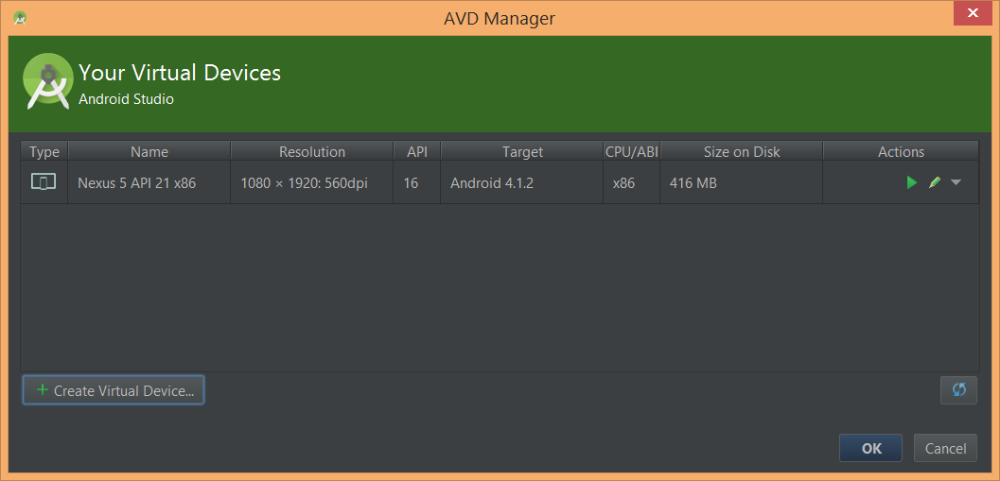 AVD Manager
Your Virtual Devices
Android Studio
Type Name Resolution API Target CPU/ABI Size on Disk Actions
Nexus 5 API 21 x86 1080 × 1920: 560dpi 16 Android 4.1.2 x86 416 MB
Create Virtual Device...
OK Cancel